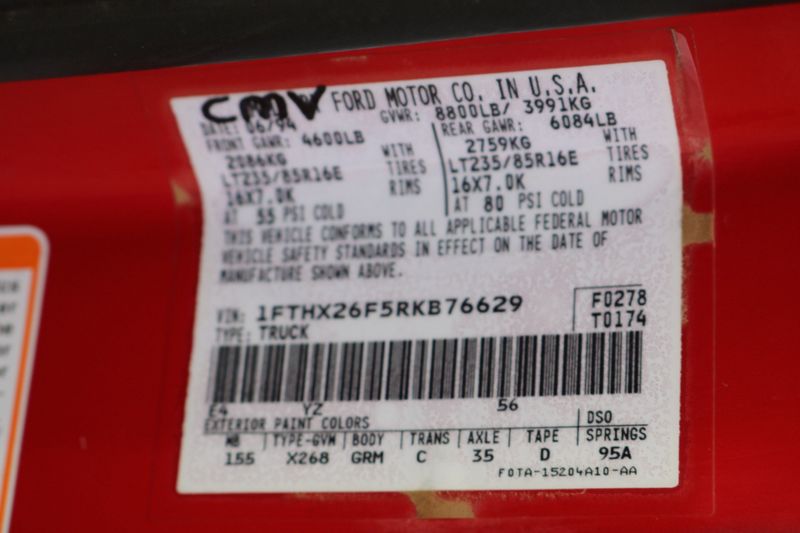 CMV FORD MOTOR CO. IN U.S.A.
DATE: 06/94 GVWR: 8800LB/ 3991KG
FRONT GAWR: 4600LB REAR GAWR: 6084LB
2086KG WITH 2759KG WITH
LT235/85R16E TIRES LT235/85R16E TIRES
16X7.0K RIMS 16X7.0K RIMS
AT 55 PSI COLD AT 80 PSI COLD
THIS VEHICLE CONFORMS TO ALL APPLICABLE FEDERAL MOTOR
VEHICLE SAFETY STANDARDS IN EFFECT ON THE DATE OF
MANUFACTURE SHOWN ABOVE.
VIN: 1FTHX26F5RKB76629 F0278
TYPE: TRUCK T0174
E4 YZ 56
EXTERIOR PAINT COLORS DSO
WB TYPE-GVW BODY TRANS AXLE TAPE SPRINGS
155 X268 GRM C 35 D 95A
F0TA-15204A10-AA